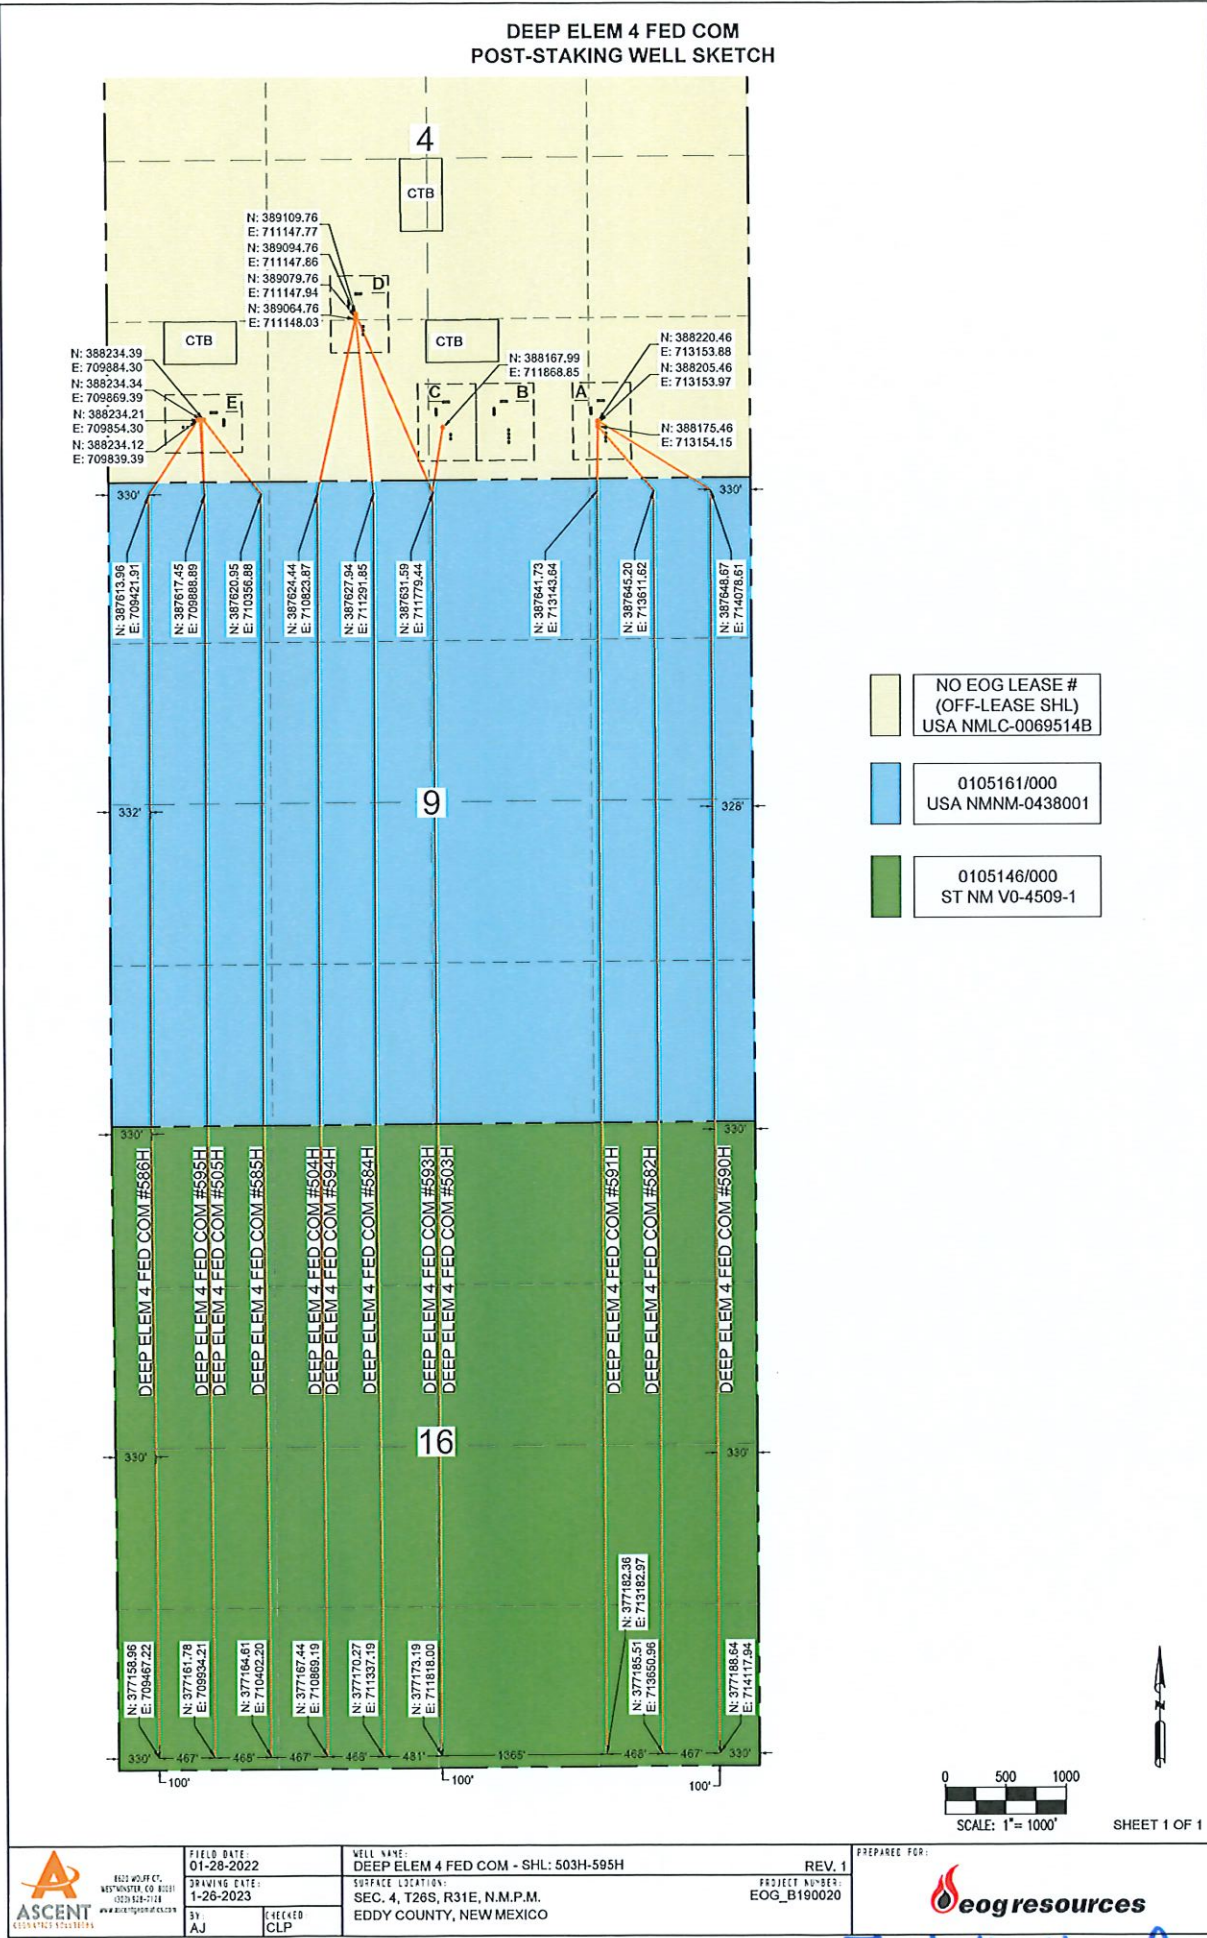 DEEP ELEM 4 FED COM
POST-STAKING WELL SKETCH
4
CTB
N: 389109.76
E: 711147.77
N: 389094.76
E: 711147.86
N: 389079.76
E: 711147.94
N: 389064.76
E: 711148.03
D
CTB
CTB
N: 388234.39
E: 709884.30
N: 388234.34
E: 709869.39
N: 388234.21
E: 709854.30
N: 388234.12
E: 709839.39
E
N: 388167.99
E: 711868.85
C
B
A
N: 388220.46
E: 713153.88
N: 388205.46
E: 713153.97
N: 388175.46
E: 713154.15
330'
330'
N: 387613.96
E: 709421.91
N: 387617.45
E: 709888.89
N: 387620.95
E: 710356.88
N: 387624.44
E: 710823.87
N: 387627.94
E: 711291.85
N: 387631.59
E: 711779.44
N: 387641.73
E: 713143.64
N: 387645.20
E: 713611.62
N: 387648.67
E: 714078.61
NO EOG LEASE #
(OFF-LEASE SHL)
USA NMLC-0069514B
0105161/000
USA NMNM-0438001
0105146/000
ST NM V0-4509-1
332'
9
326'
330'
330'
DEEP ELEM 4 FED COM #586H
DEEP ELEM 4 FED COM #595H
DEEP ELEM 4 FED COM #505H
DEEP ELEM 4 FED COM #585H
DEEP ELEM 4 FED COM #504H
DEEP ELEM 4 FED COM #594H
DEEP ELEM 4 FED COM #584H
DEEP ELEM 4 FED COM #593H
DEEP ELEM 4 FED COM #503H
DEEP ELEM 4 FED COM #591H
DEEP ELEM 4 FED COM #582H
DEEP ELEM 4 FED COM #590H
330'
16
330'
N: 377158.96
E: 709467.22
N: 377161.78
E: 709934.21
N: 377164.61
E: 710402.20
N: 377167.44
E: 710869.19
N: 377170.27
E: 711337.19
N: 377173.19
E: 711818.00
N: 377182.36
E: 713182.97
N: 377185.51
E: 713650.96
N: 377188.64
E: 714117.94
330' 467' 468' 467' 468' 481' 1365' 468' 467' 330'
100'
100'
100'
N
0 500 1000
SCALE: 1"= 1000'
SHEET 1 OF 1
ASCENT
WESTMINSTER, CO
FIELD DATE:
01-28-2022
DRAWING DATE:
1-26-2023
BY:
AJ
CHECKED:
CLP
WELL NAME:
DEEP ELEM 4 FED COM - SHL: 503H-595H
REV. 1
SURFACE LOCATION:
SEC. 4, T26S, R31E, N.M.P.M.
EDDY COUNTY, NEW MEXICO
PROJECT NUMBER:
EOG_B190020
PREPARED FOR:
eog resources